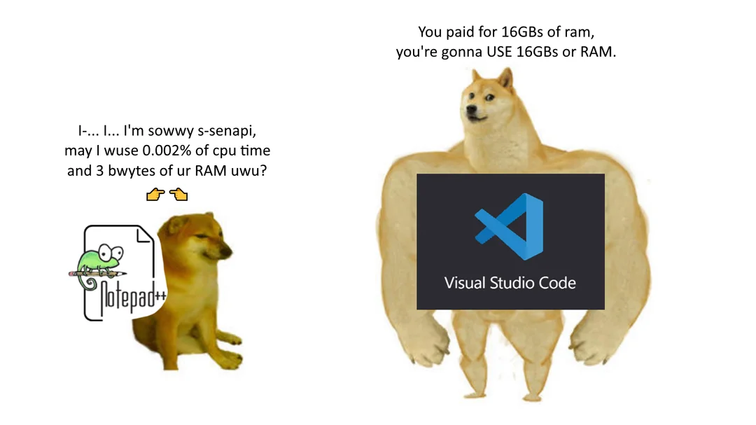 You paid for 16GBs of ram,
you're gonna USE 16GBs or RAM.
I-... I... I'm sowwy s-senapi,
may I wuse 0.002% of cpu time
and 3 bwytes of ur RAM uwu?
Notepad++
Visual Studio Code